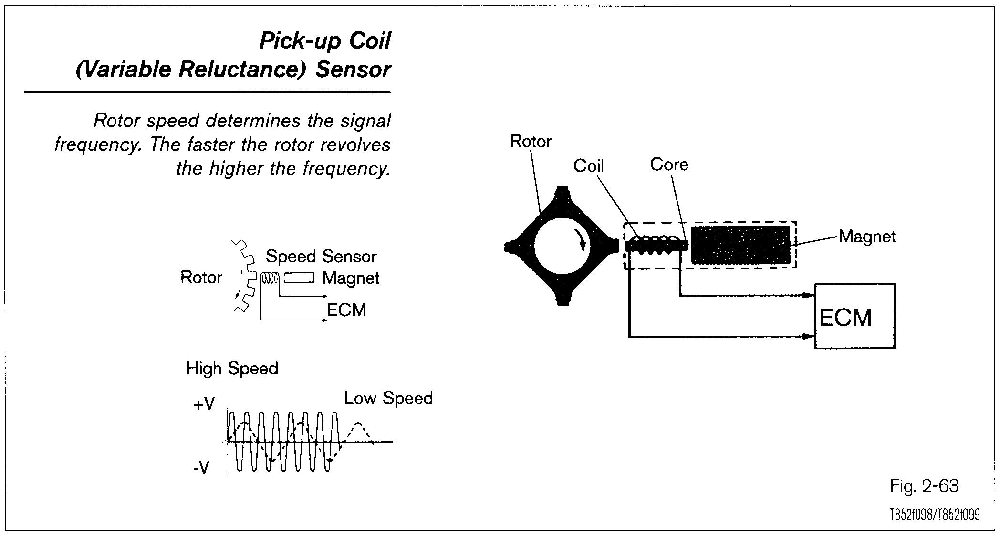 Pick-up Coil
(Variable Reluctance) Sensor
Rotor speed determines the signal
frequency. The faster the rotor revolves
the higher the frequency.
Rotor
Coil
Core
Magnet
ECM
Speed Sensor
Rotor
Magnet
ECM
High Speed
Low Speed
+V
-V
Fig. 2-63
T852f098/T852f099